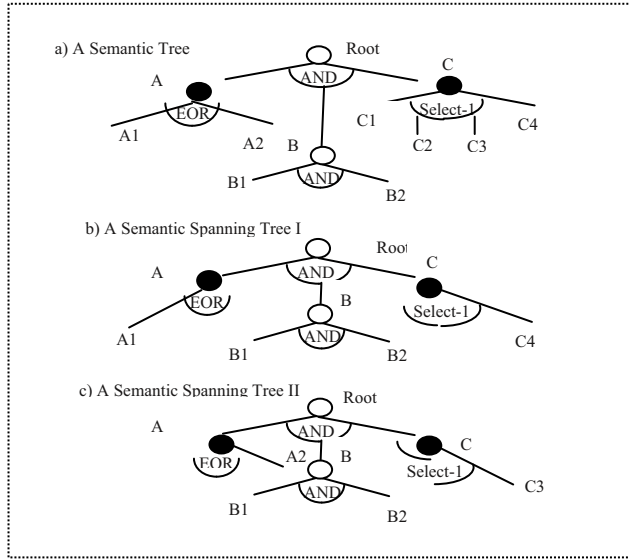 a) A Semantic Tree
Root
A
AND
C
EOR
Select-1
A1
A2
B
C1
C2
C3
C4
B1
AND
B2
b) A Semantic Spanning Tree I
Root
A
AND
C
EOR
B
Select-1
A1
B1
AND
B2
C4
c) A Semantic Spanning Tree II
Root
A
AND
C
EOR
A2
B
Select-1
B1
AND
B2
C3